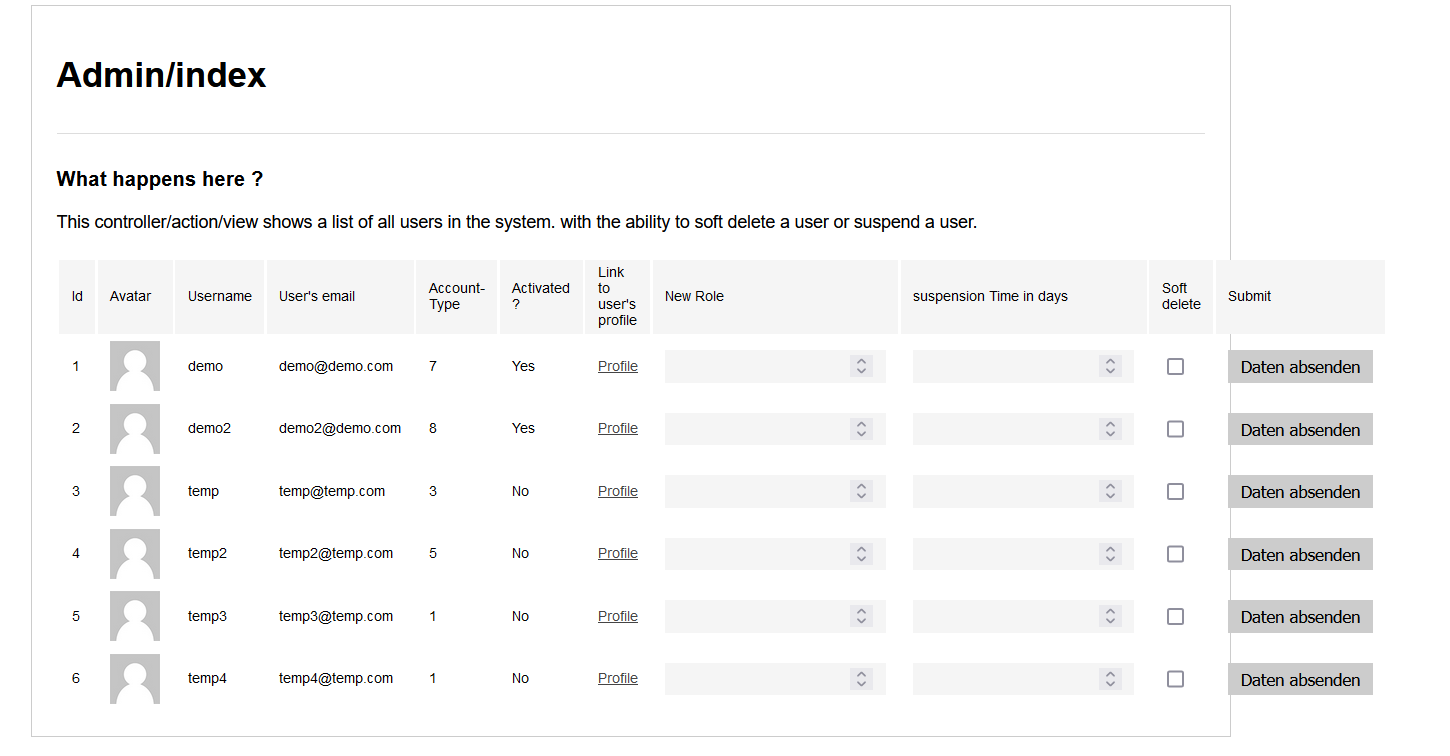 Admin/index
What happens here ?
This controller/action/view shows a list of all users in the system. with the ability to soft delete a user or suspend a user.
Id Avatar Username User's email Account-Type Activated ? Link to user's profile New Role suspension Time in days Soft delete Submit
1 demo demo@demo.com 7 Yes Profile Daten absenden
2 demo2 demo2@demo.com 8 Yes Profile Daten absenden
3 temp temp@temp.com 3 No Profile Daten absenden
4 temp2 temp2@temp.com 5 No Profile Daten absenden
5 temp3 temp3@temp.com 1 No Profile Daten absenden
6 temp4 temp4@temp.com 1 No Profile Daten absenden